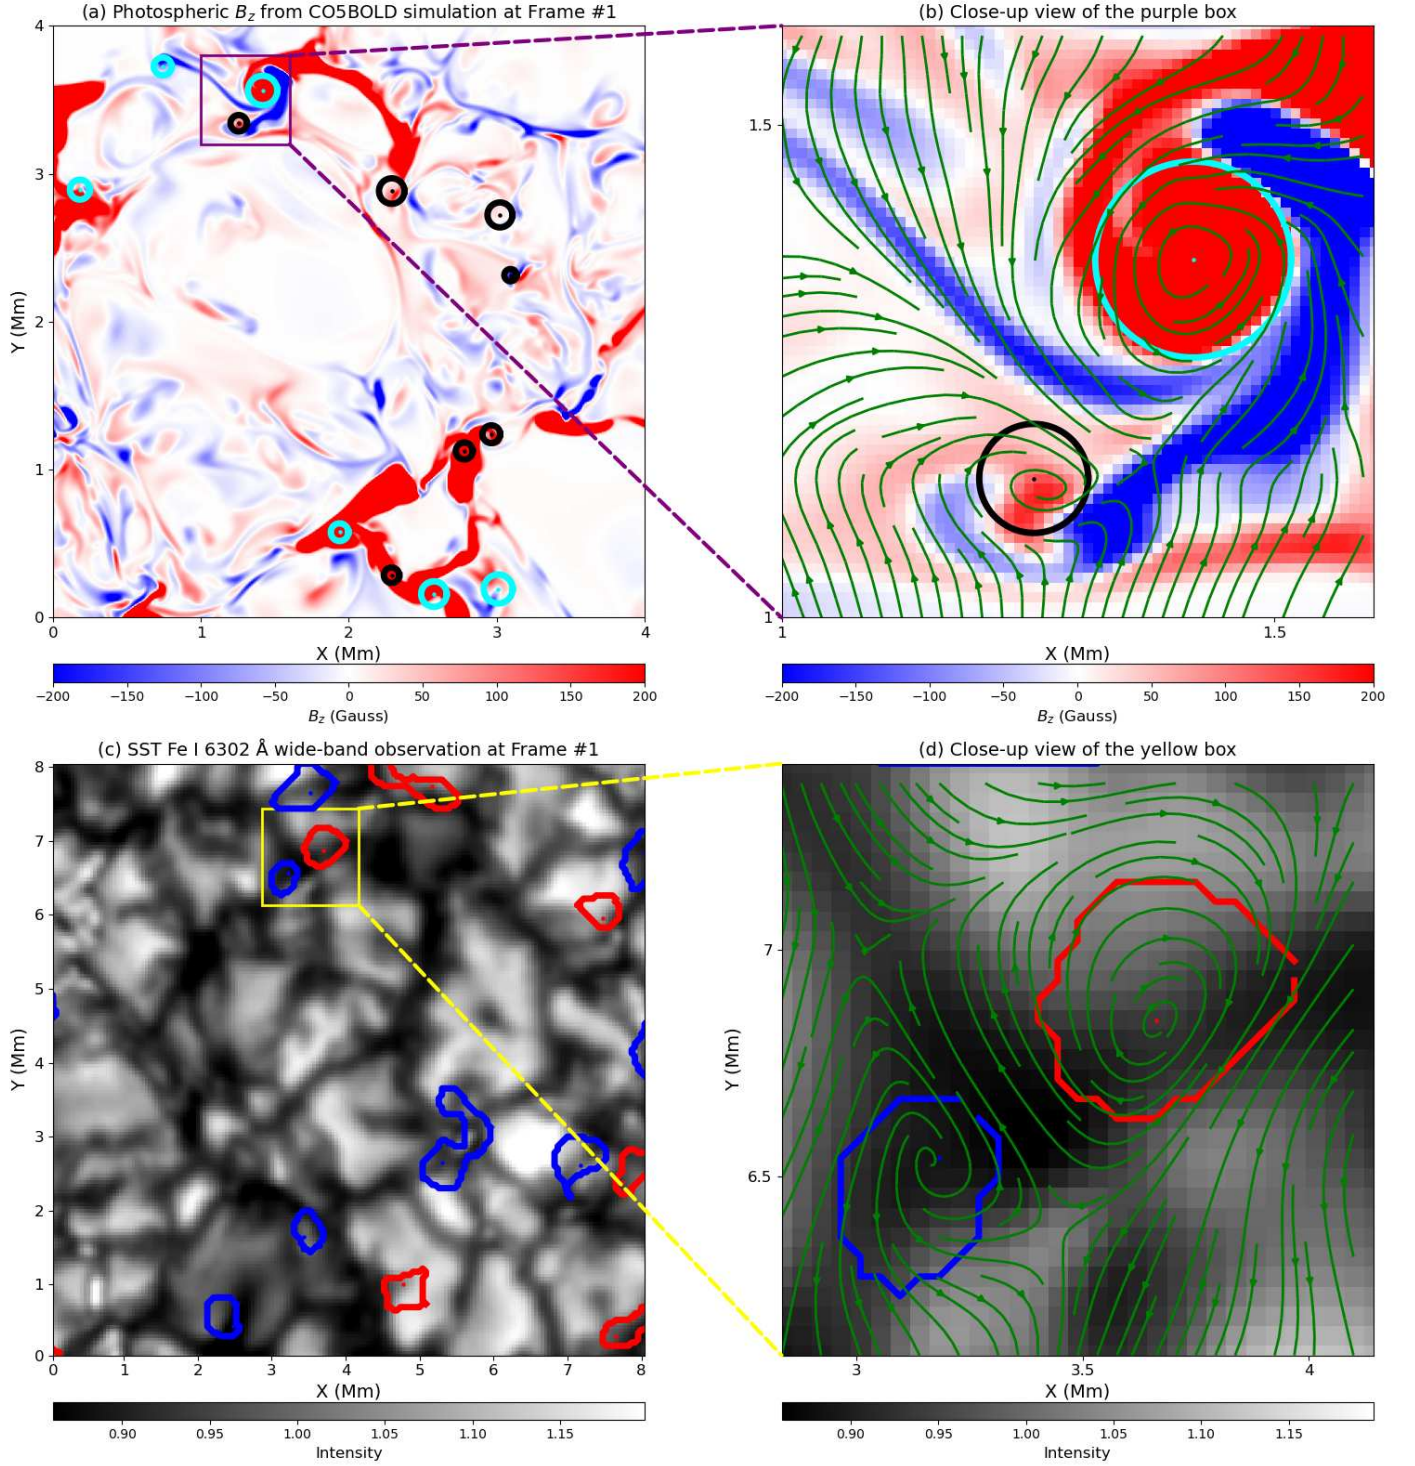 (a) Photospheric B_z from CO5BOLD simulation at Frame #1
(b) Close-up view of the purple box
4
3
2
1
0
Y (Mm)
0 1 2 3 4
X (Mm)
1.5
1
1 1.5
X (Mm)
−200 −150 −100 −50 0 50 100 150 200
B_z (Gauss)
−200 −150 −100 −50 0 50 100 150 200
B_z (Gauss)
(c) SST Fe I 6302 Å wide-band observation at Frame #1
(d) Close-up view of the yellow box
8
7
6
5
4
3
2
1
0
Y (Mm)
0 1 2 3 4 5 6 7 8
X (Mm)
7
6.5
Y (Mm)
3 3.5 4
X (Mm)
0.90 0.95 1.00 1.05 1.10 1.15
Intensity
0.90 0.95 1.00 1.05 1.10 1.15
Intensity